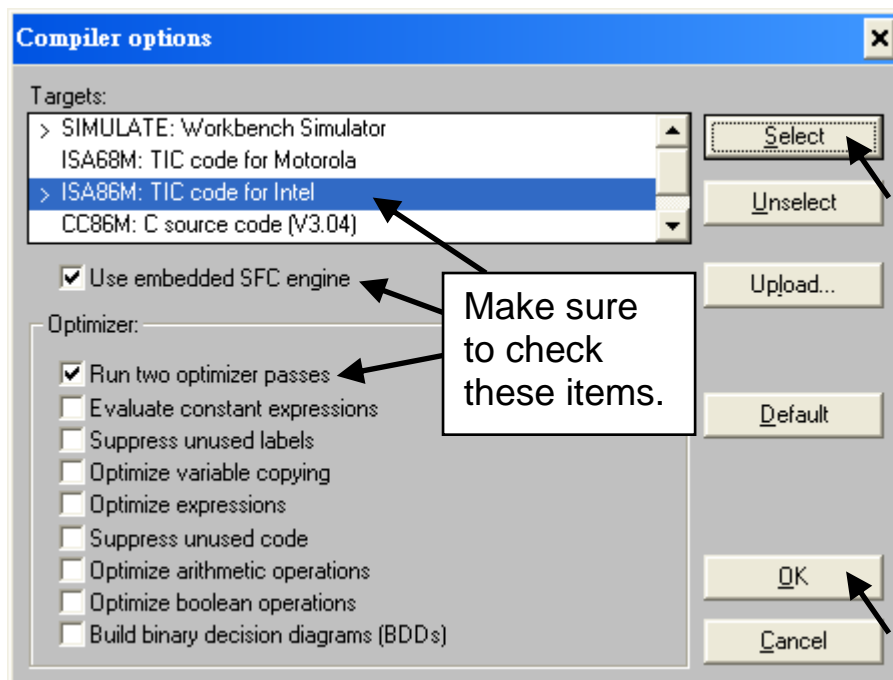 Compiler options
Targets:
> SIMULATE: Workbench Simulator
ISA68M: TIC code for Motorola
> ISA86M: TIC code for Intel
CC86M: C source code (V3.04)
Select
Unselect
Use embedded SFC engine
Upload...
Make sure
to check
these items.
Optimizer:
Run two optimizer passes
Evaluate constant expressions
Suppress unused labels
Optimize variable copying
Optimize expressions
Suppress unused code
Optimize arithmetic operations
Optimize boolean operations
Build binary decision diagrams (BDDs)
Default
OK
Cancel